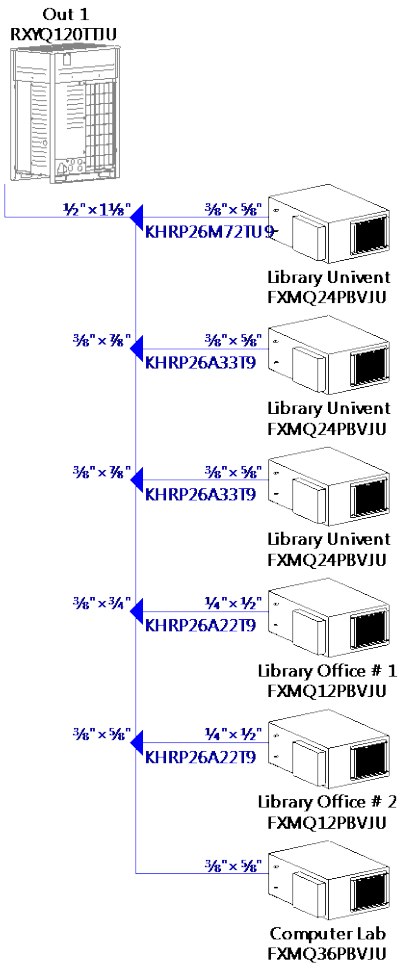 Out 1
RXYQ120TTJU
½"×1⅛" ⅜"×⅝"
KHRP26M72TU9
Library Univent
FXMQ24PBVJU
⅜"×⅞" ⅜"×⅝"
KHRP26A33T9
Library Univent
FXMQ24PBVJU
⅜"×⅞" ⅜"×⅝"
KHRP26A33T9
Library Univent
FXMQ24PBVJU
⅜"×¾" ¼"×½"
KHRP26A22T9
Library Office # 1
FXMQ12PBVJU
⅜"×⅝" ¼"×½"
KHRP26A22T9
Library Office # 2
FXMQ12PBVJU
⅜"×⅝"
Computer Lab
FXMQ36PBVJU